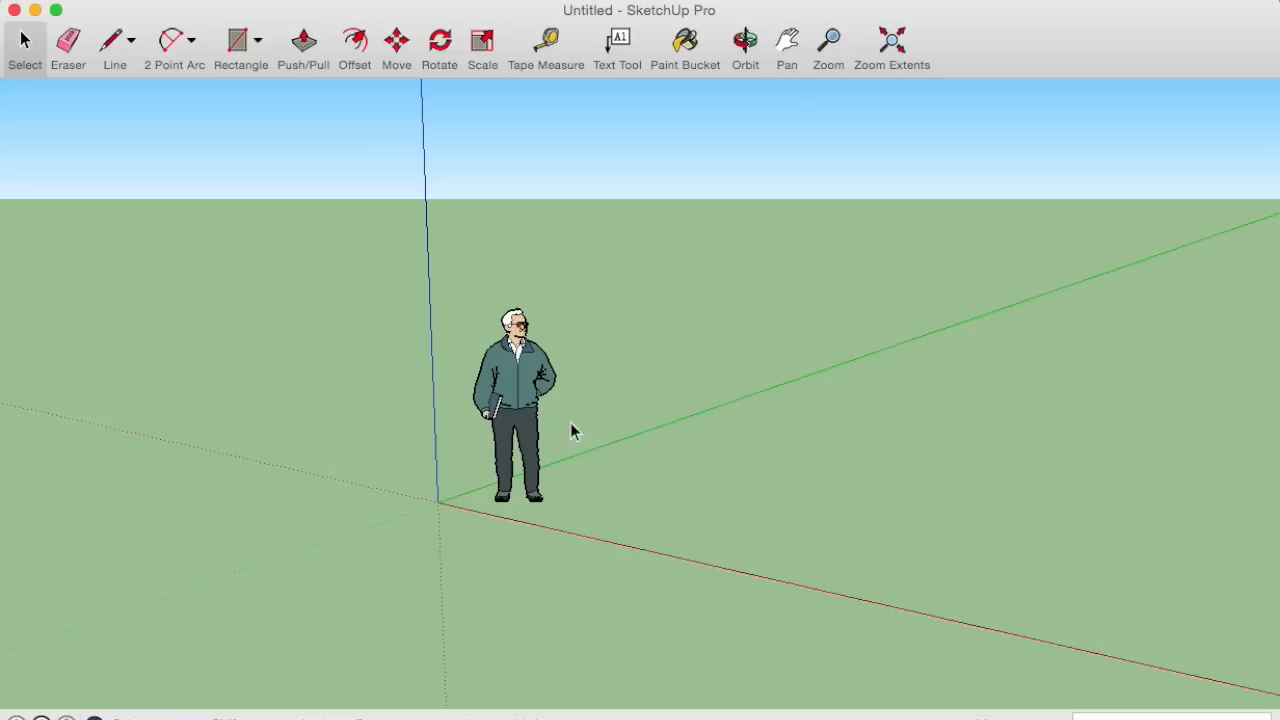 Untitled - SketchUp Pro
A1
Select Eraser Line 2 Point Arc Rectangle Push/Pull Offset Move Rotate Scale Tape Measure Text Tool Paint Bucket Orbit Pan Zoom Zoom Extents